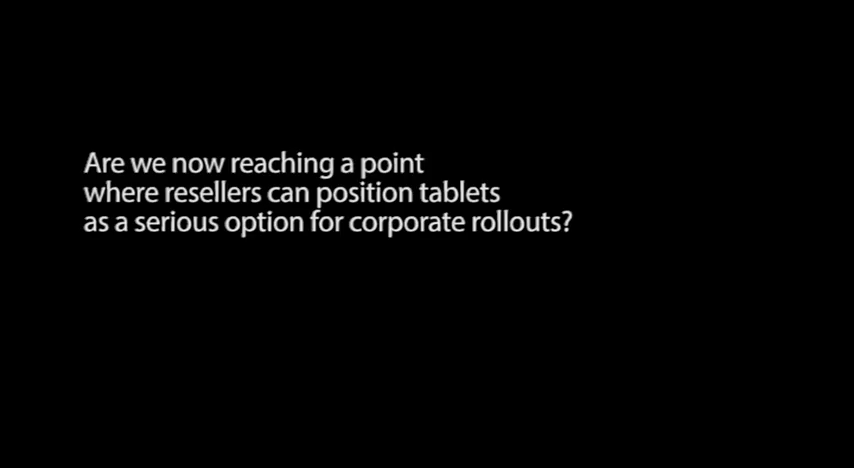 Are we now reaching a point
where resellers can position tablets
as a serious option for corporate rollouts?